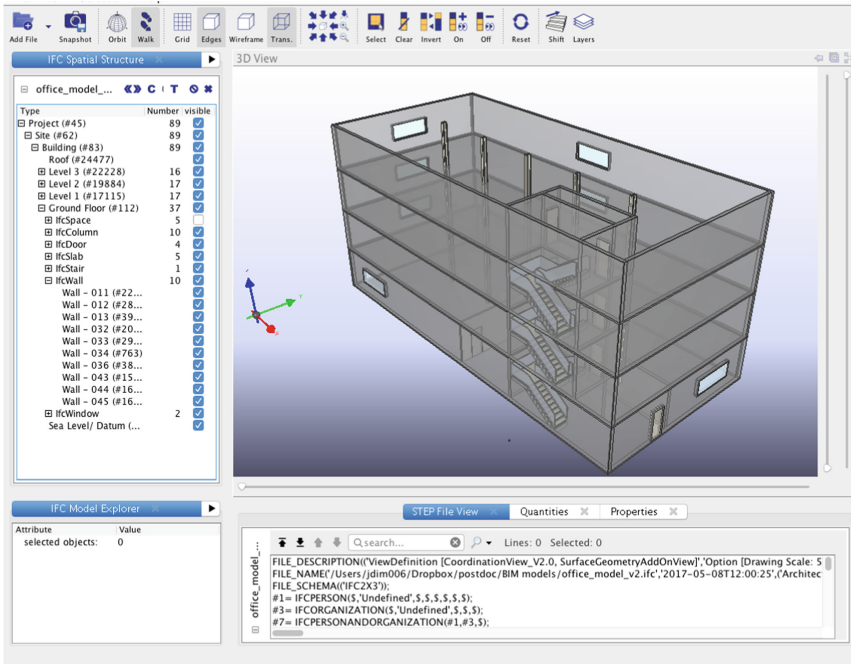 Add File Snapshot Orbit Walk Grid Edges Wireframe Trans. Select Clear Invert On Off Reset Shift Layers
IFC Spatial Structure
3D View
office_model_...
C T
Type Number visible
Project (#45) 89
Site (#62) 89
Building (#83) 89
Roof (#24477)
Level 3 (#22228) 16
Level 2 (#19884) 17
Level 1 (#17115) 17
Ground Floor (#112) 37
IfcSpace 5
IfcColumn 10
IfcDoor 4
IfcSlab 5
IfcStair 1
IfcWall 10
Wall - 011 (#22...
Wall - 012 (#28...
Wall - 013 (#39...
Wall - 032 (#20...
Wall - 033 (#29...
Wall - 034 (#763)
Wall - 036 (#38...
Wall - 043 (#15...
Wall - 044 (#16...
Wall - 045 (#16...
IfcWindow 2
Sea Level/ Datum (...
IFC Model Explorer
Attribute Value
selected objects: 0
STEP File View Quantities Properties
office_model_...
search... Lines: 0 Selected: 0
FILE_DESCRIPTION(('ViewDefinition [CoordinationView_V2.0, SurfaceGeometryAddOnView]','Option [Drawing Scale: 5
FILE_NAME('/Users/jdim006/Dropbox/postdoc/BIM models/office_model_v2.ifc','2017-05-08T12:00:25',('Architec
FILE_SCHEMA(('IFC2X3'));
#1= IFCPERSON($,'Undefined',$,$,$,$,$,$);
#3= IFCORGANIZATION($,'Undefined',$,$,$);
#7= IFCPERSONANDORGANIZATION(#1,#3,$);